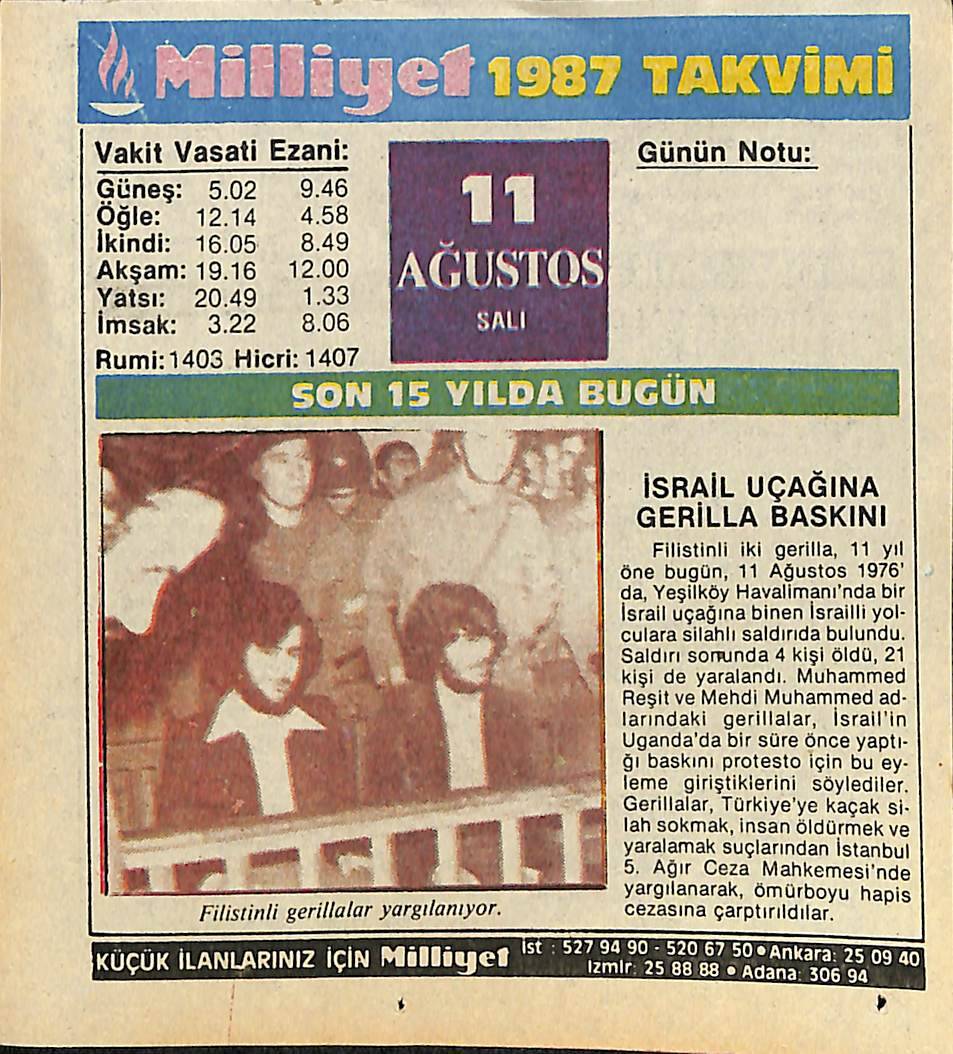 Milliyet 1987 TAKVİMİ
Vakit Vasati Ezani:
Güneş: 5.02 9.46
Öğle: 12.14 4.58
İkindi: 16.05 8.49
Akşam: 19.16 12.00
Yatsı: 20.49 1.33
İmsak: 3.22 8.06
Rumi: 1403 Hicri: 1407
11
AĞUSTOS
SALI
Günün Notu:
SON 15 YILDA BUGÜN
Filistinli gerillalar yargılanıyor.
İSRAİL UÇAĞINA
GERİLLA BASKINI
Filistinli iki gerilla, 11 yıl
öne bugün, 11 Ağustos 1976'
da, Yeşilköy Havalimanı'nda bir
İsrail uçağına binen İsrailli yol-
culara silahlı saldırıda bulundu.
Saldırı sonunda 4 kişi öldü, 21
kişi de yaralandı. Muhammed
Reşit ve Mehdi Muhammed ad-
larındaki gerillalar, İsrail'in
Uganda'da bir süre önce yaptı-
ğı baskını protesto için bu ey-
leme giriştiklerini söylediler.
Gerillalar, Türkiye'ye kaçak si-
lah sokmak, insan öldürmek ve
yaralamak suçlarından İstanbul
5. Ağır Ceza Mahkemesi'nde
yargılanarak, ömürboyu hapis
cezasına çarptırıldılar.
KÜÇÜK İLANLARINIZ İÇİN Milliyet İst : 527 94 90 - 520 67 50 • Ankara: 25 09 40
Izmir: 25 88 88 • Adana: 306 94